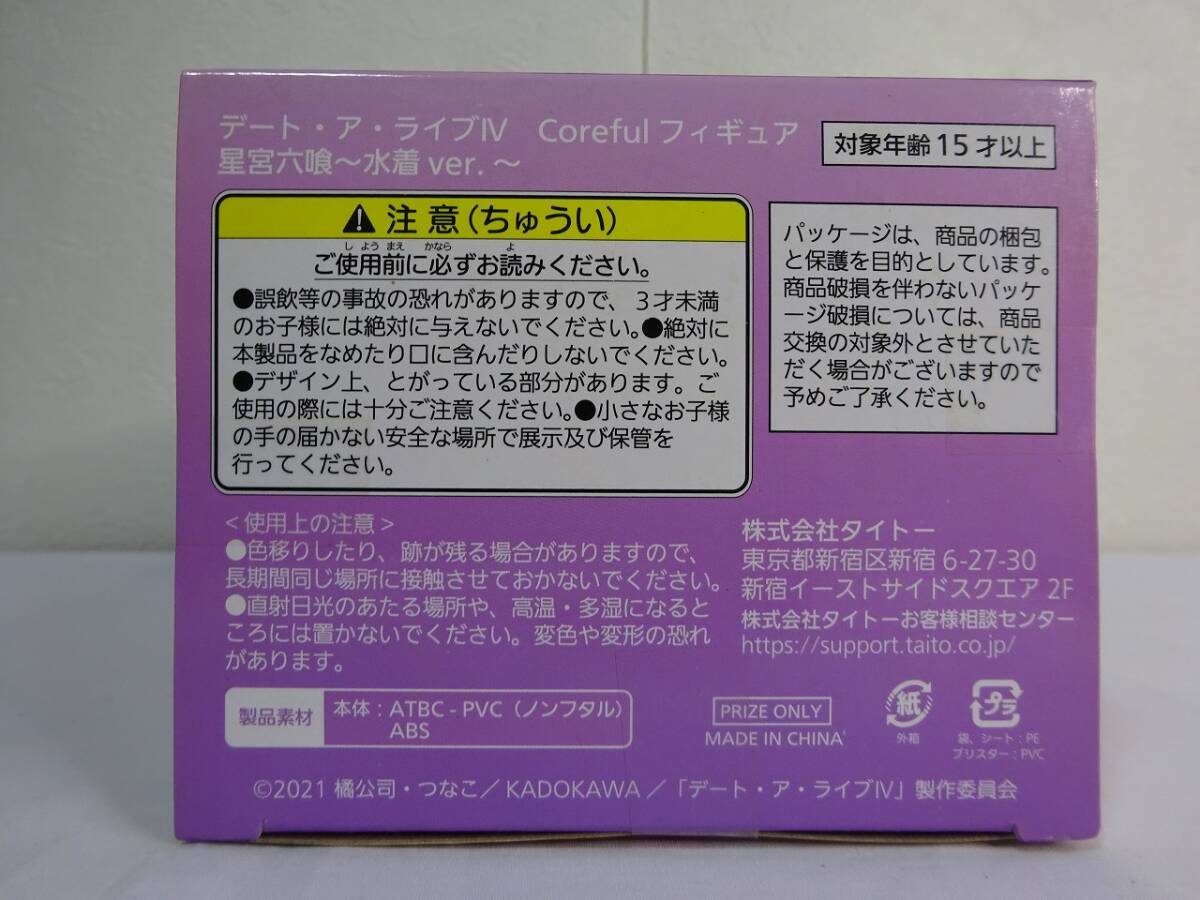 デート・ア・ライブⅣ　Coreful フィギュア
星宮六喰～水着 ver. ～
対象年齢 15 才以上
注 意（ちゅうい）
しようまえ かなら よ
ご使用前に必ずお読みください。
●誤飲等の事故の恐れがありますので、３才未満
のお子様には絶対に与えないでください。●絶対に
本製品をなめたり口に含んだりしないでください。
●デザイン上、とがっている部分があります。ご
使用の際には十分ご注意ください。●小さなお子様
の手の届かない安全な場所で展示及び保管を
行ってください。
パッケージは、商品の梱包
と保護を目的としています。
商品破損を伴わないパッケ
ージ破損については、商品
交換の対象外とさせていた
だく場合がございますので
予めご了承ください。
＜使用上の注意＞
●色移りしたり、跡が残る場合がありますので、
長期間同じ場所に接触させておかないでください。
●直射日光のあたる場所や、高温・多湿になると
ころには置かないでください。変色や変形の恐れ
があります。
株式会社タイトー
東京都新宿区新宿 6-27-30
新宿イーストサイドスクエア 2F
株式会社タイトーお客様相談センター
https://support.taito.co.jp/
製品素材
本体：ATBC - PVC（ノンフタル）
ABS
PRIZE ONLY
MADE IN CHINA
紙
外箱
プラ
袋、シート：PE
ブリスター：PVC
©2021 橘公司・つなこ／KADOKAWA／「デート・ア・ライブⅣ」製作委員会